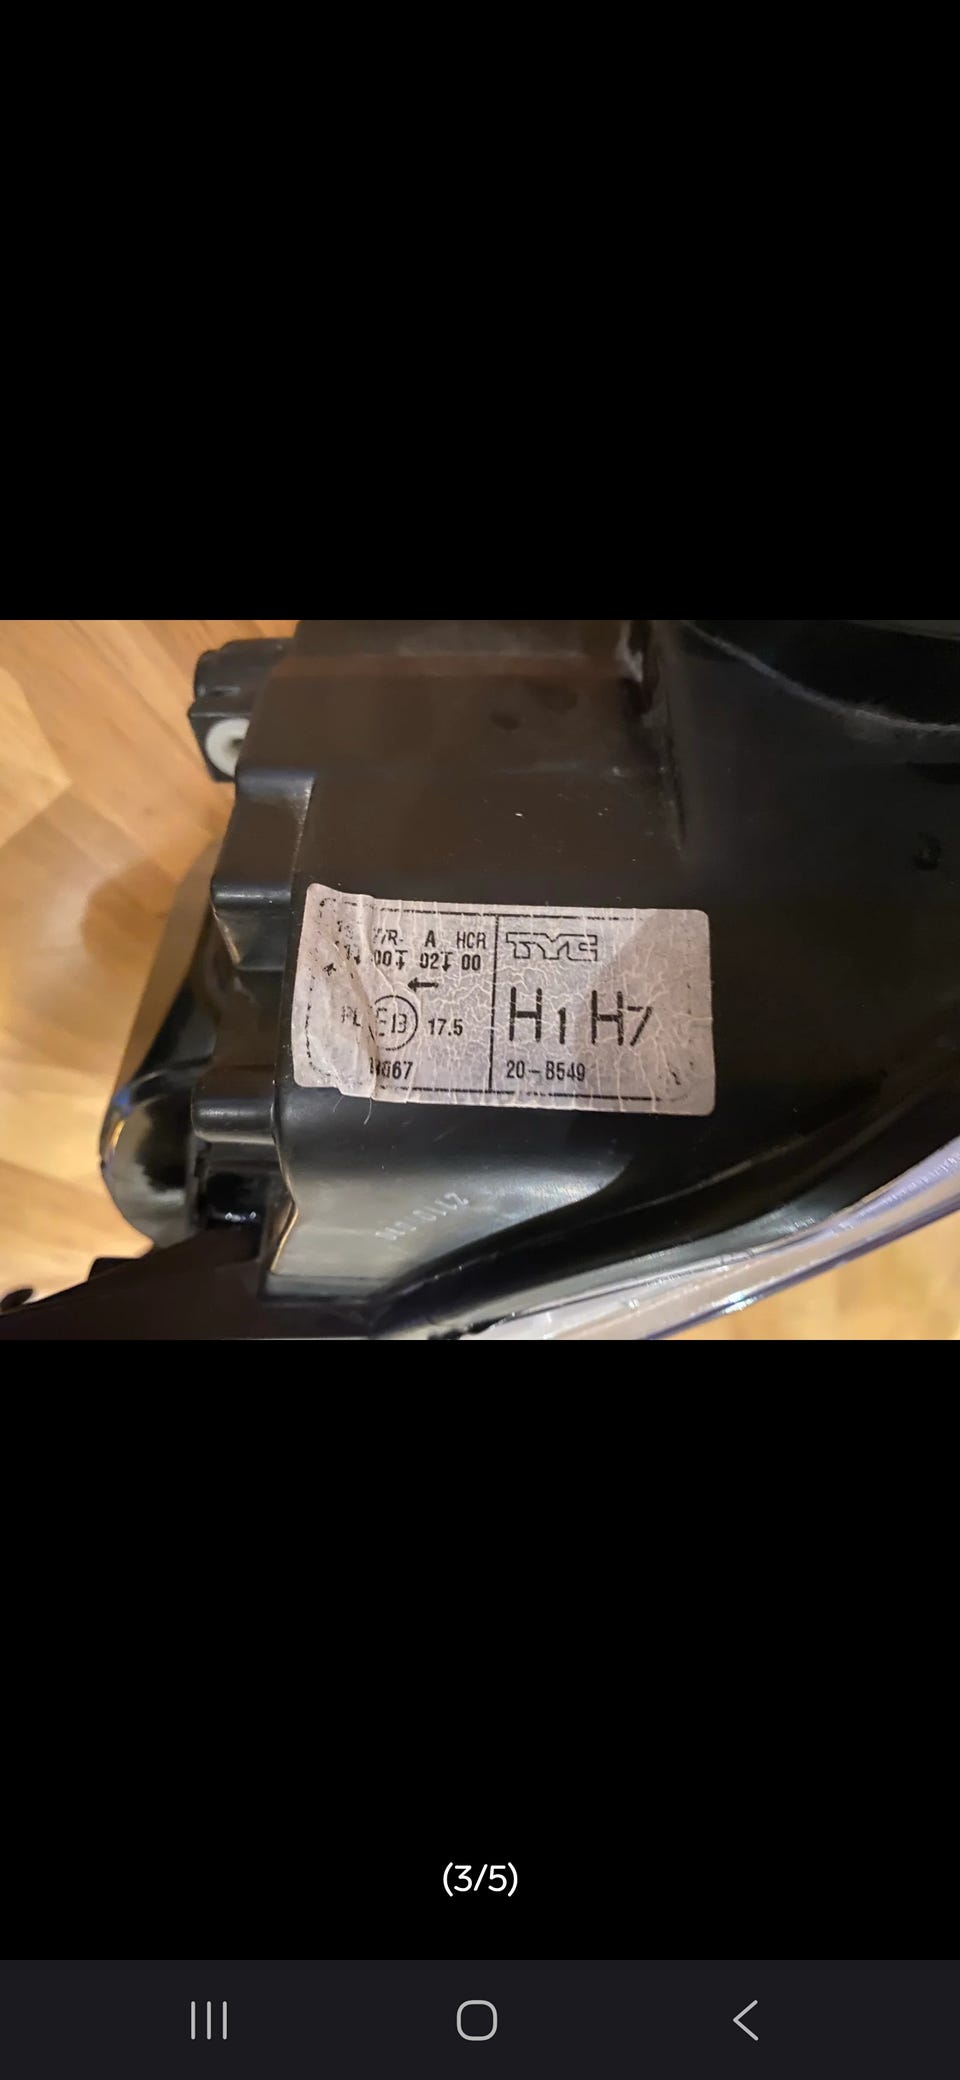 A HCR
00↧ 02↧ 00
←
E13 17.5
TYC
H1 H7
20-B549
(3/5)